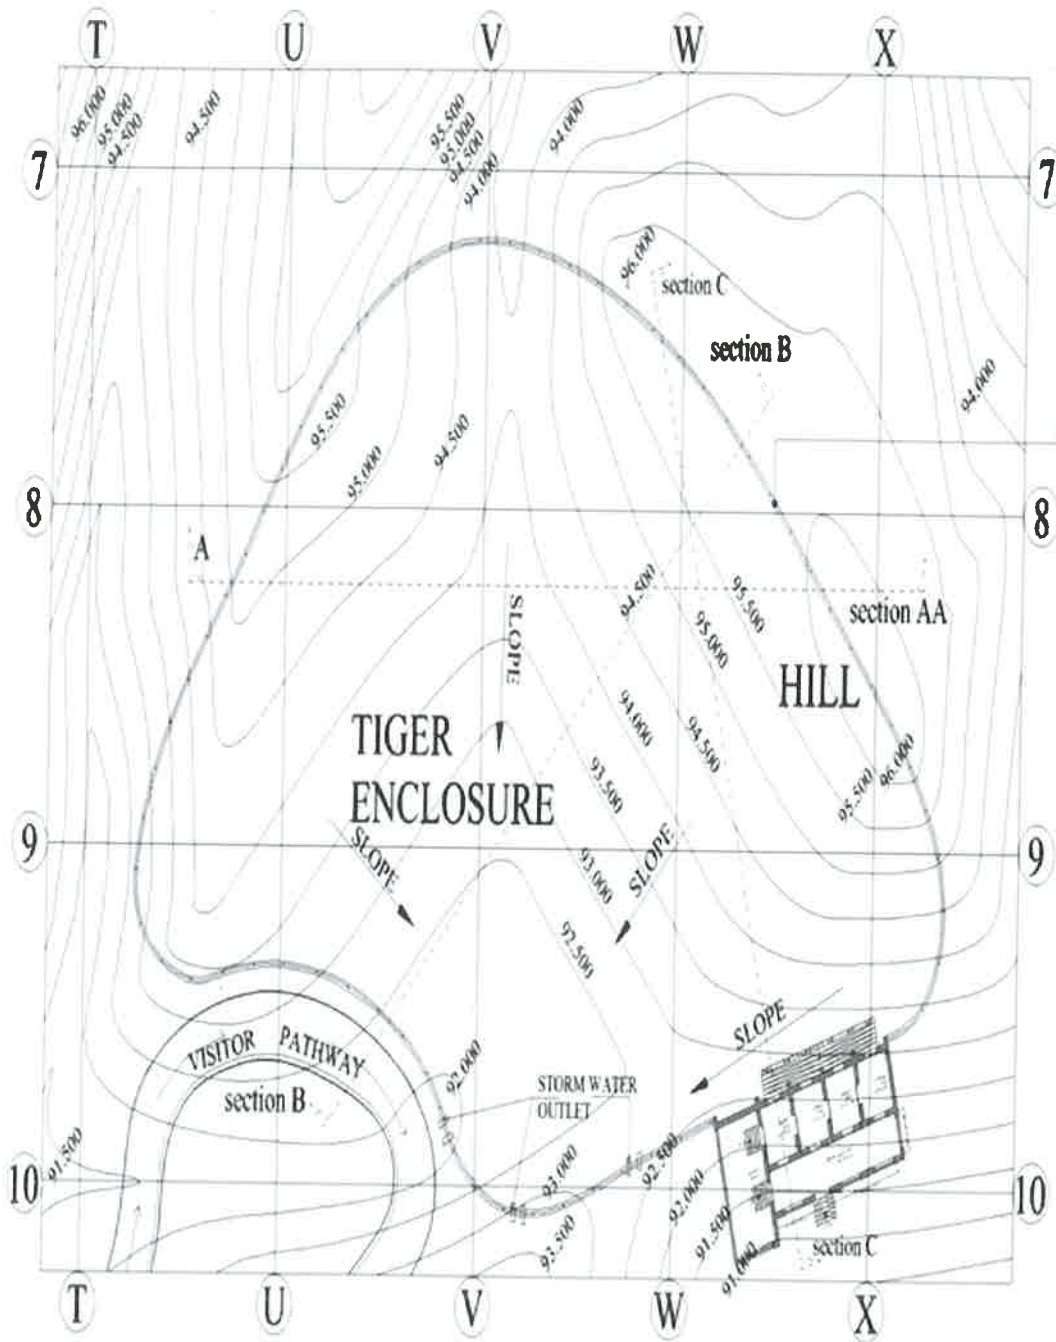 T U V W X
96.000
95.000
94.500
94.500
95.500
95.000
94.500
94.000
94.000
7 7
96.000
section C
section B
94.000
95.500
94.500
95.000
8 8
A
94.500
95.500
section AA
SLOPE
95.000
HILL
94.000
94.500
TIGER
ENCLOSURE
93.500
96.000
95.500
9 9
SLOPE
SLOPE
93.000
92.500
SLOPE
VISITOR PATHWAY
92.000
STORM WATER
OUTLET
section B
91.500
93.000
92.500
92.000
10 10
91.500
93.500
91.000
section C
T U V W X